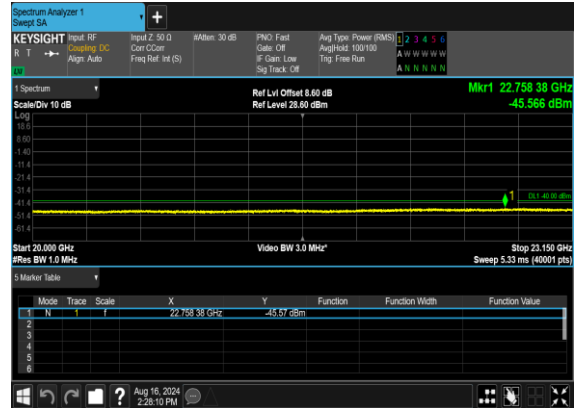 Spectrum Analyzer 1
Swept SA
+
KEYSIGHT Input: RF Input Z: 50 Ω #Atten: 30 dB PNO: Fast Avg Type: Power (RMS) 1 2 3 4 5 6
R T Coupling: DC Corr CCorr Gate: Off Avg|Hold: 100/100 A W W W W W
Align: Auto Freq Ref: Int (S) IF Gain: Low Trig: Free Run
Sig Track: Off A N N N N N
1 Spectrum Ref Lvl Offset 8.60 dB Mkr1 22.758 38 GHz
Scale/Div 10 dB Ref Level 28.60 dBm -45.566 dBm
Log
18.6
8.60
-1.40
-11.4
-21.4
-31.4
1
DL1 -40.00 dBm
-41.4
-51.4
-61.4
Start 20.000 GHz Video BW 3.0 MHz* Stop 23.150 GHz
#Res BW 1.0 MHz Sweep 5.33 ms (40001 pts)
5 Marker Table
Mode Trace Scale X Y Function Function Width Function Value
1 N 1 f 22.758 38 GHz -45.57 dBm
2
3
4
5
6
? Aug 16, 2024
2:28:10 PM